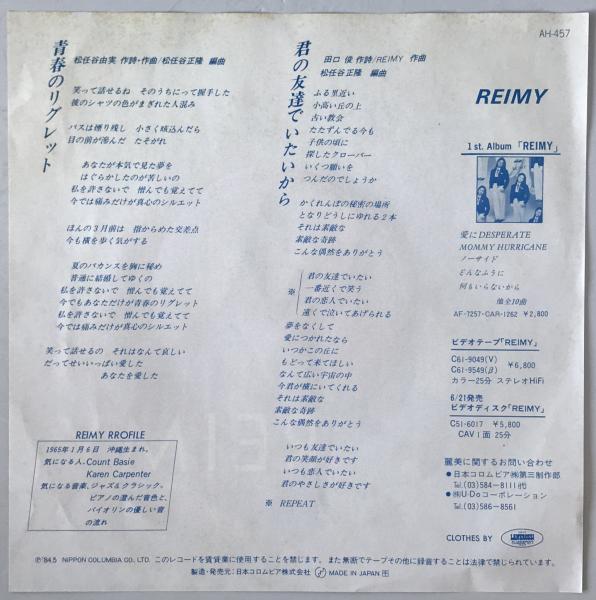 AH-457
青春のリグレット
松任谷由実 作詩・作曲/松任谷正隆 編曲
笑って話せるね そのうちにって握手した
彼のシャツの色がまぎれた人混み
バスは煙り残し 小さく咳込んだら
目の前が滲んだ たそがれ
あなたが本気で見た夢を
はぐらかしたのが苦しいの
私を許さないで 憎んでも覚えてて
今では痛みだけが真心のシルエット
ほんの3月前は 指からめた交差点
今も横を歩く気がする
夏のバカンスを胸に秘め
普通に結婚してゆくの
私を許さないで 憎んでも覚えてて
今でもあなただけが青春のリグレット
私を許さないで 憎んでも覚えてて
今では痛みだけが真心のシルエット
笑って話せるの それはなんて哀しい
だってせいいっぱい愛した
あなたを愛した
REIMY RROFILE
1965年1月6日 沖縄生まれ。
気になる人、Count Basie
Karen Carpenter
気になる音楽、ジャズ&クラシック。
ピアノの澄んだ音色と、
バイオリンの優しい音
の流れ
君の友達でいたいから
田口 俊 作詩/REIMY 作曲
松任谷正隆 編曲
ふる里近い
小高い丘の上
古い教会
たたずんでる今も
子供の頃に
探したクローバー
いくつ願いを
つんだのでしょうか
かくれんぼの秘密の場所
となりどうしにゆれる2本
それは素敵な
素敵な奇跡
こんな偶然をありがとう
※
君の友達でいたい
一番近くで笑う
君の恋人でいたい
遠くで泣いてあげられる
夢をなくして
愛につかれたなら
いつかこの丘に
もどって来てほしい
なんて広い宇宙の中
今君が横にいてくれる
それは素敵な
素敵な奇跡
こんな偶然をありがとう
いつも友達でいたい
君の笑顔が好きです
いつも恋人でいたい
君のやさしさが好きです
※ REPEAT
REIMY
1 st. Album 「REIMY」
愛にDESPERATE
MOMMY HURRICANE
ノーサイド
どんなふうに
何もいらないから
他全10曲
AF-7257・CAR-1262 ¥2,800
ビデオテープ「REIMY」
C61-9049(V)
C61-9549(β) ¥6,800
カラー25分 ステレオHiFi
6/21発売
ビデオディスク「REIMY」
C51-6017 ¥5,800
CAV I面 25分
麗美に関するお問い合わせ
●日本コロムビア㈱第三制作部
Tel.(03)584-8111㈹
●㈱U・Doコーポレーション
Tel.(03)586-8561
CLOTHES BY
Ⓟ'84.5 NIPPON COLUMBIA CO., LTD. このレコードを賃貸業に使用することを禁じます。また無断でテープその他に録音することは法律で禁じられています。
製造・発売元:日本コロムビア株式会社 MADE IN JAPAN